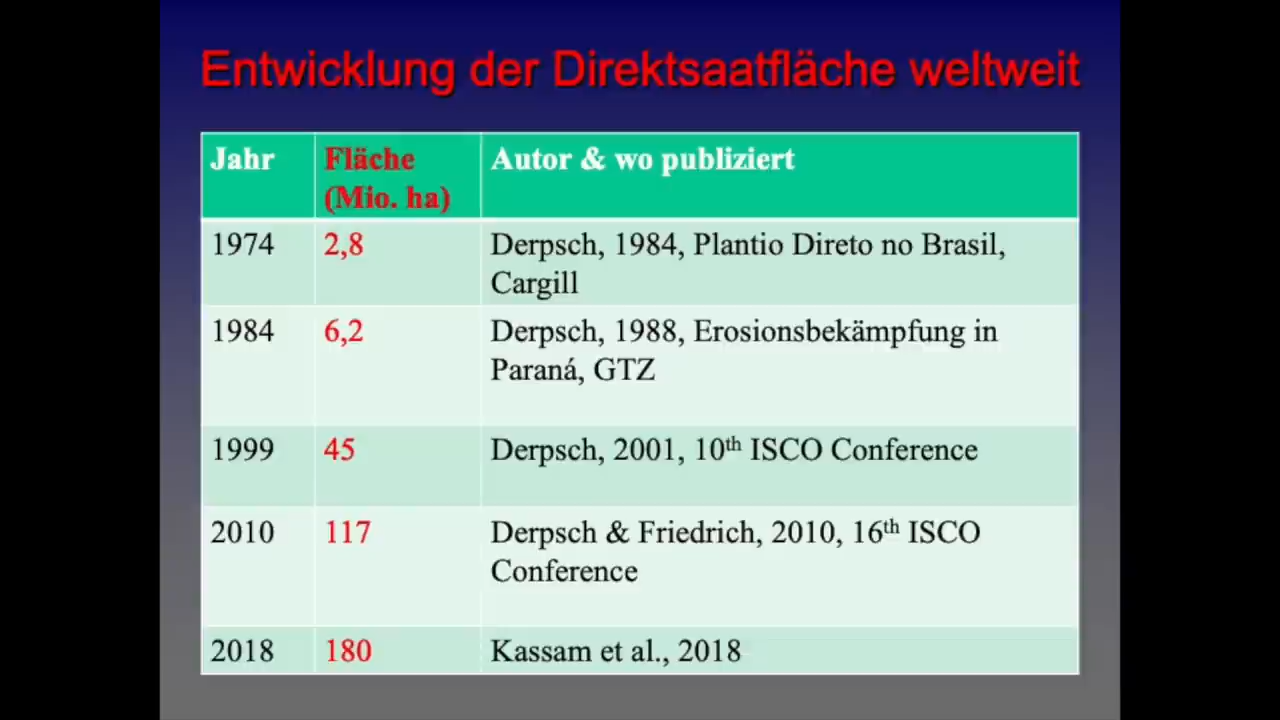 Entwicklung der Direktsaatfläche weltweit
Jahr
Fläche
(Mio. ha)
Autor & wo publiziert
1974
2,8
Derpsch, 1984, Plantio Direto no Brasil,
Cargill
1984
6,2
Derpsch, 1988, Erosionsbekämpfung in
Paraná, GTZ
1999
45
Derpsch, 2001, 10th ISCO Conference
2010
117
Derpsch & Friedrich, 2010, 16th ISCO
Conference
2018
180
Kassam et al., 2018